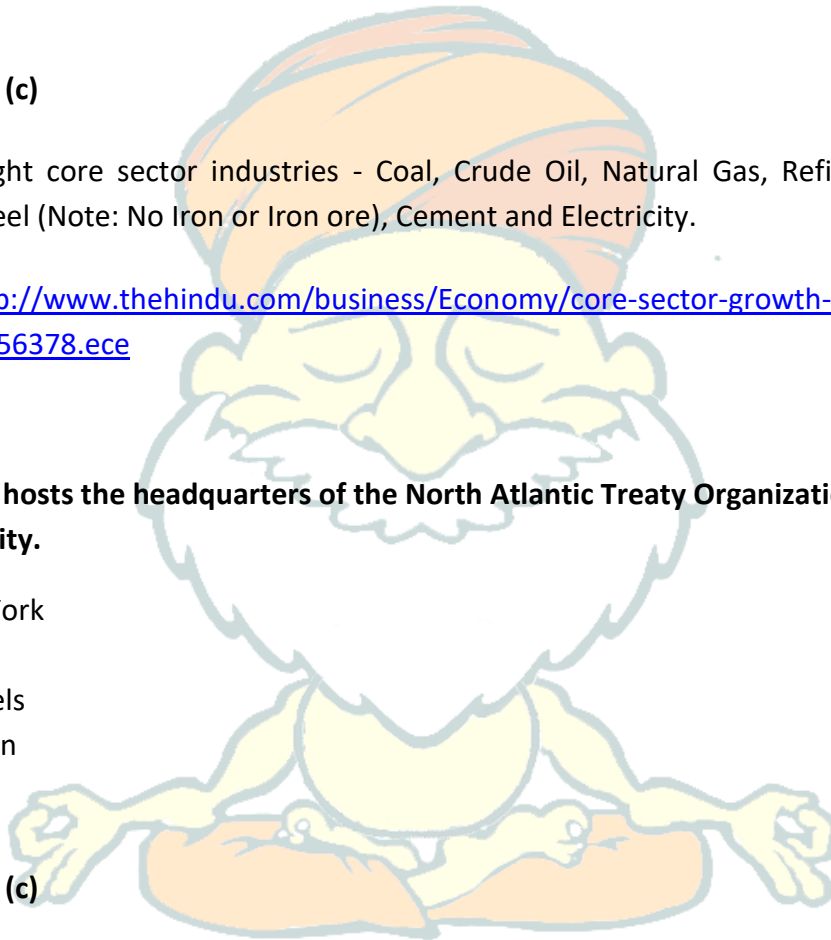 (c)
ght core sector industries - Coal, Crude Oil, Natural Gas, Refi
eel (Note: No Iron or Iron ore), Cement and Electricity.
p://www.thehindu.com/business/Economy/core-sector-growth-
56378.ece
hosts the headquarters of the North Atlantic Treaty Organizati
ity.
ork
els
n
(c)